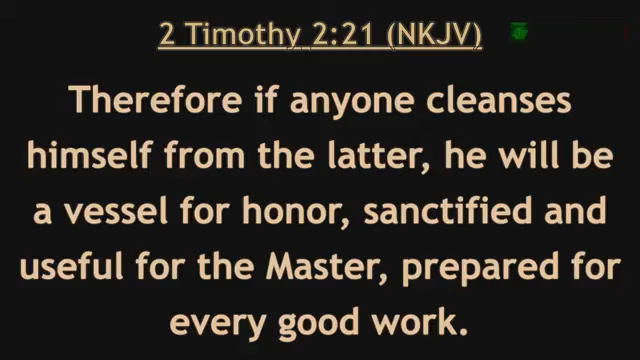 2 Timothy 2:21 (NKJV)
Therefore if anyone cleanses
himself from the latter, he will be
a vessel for honor, sanctified and
useful for the Master, prepared for
every good work.